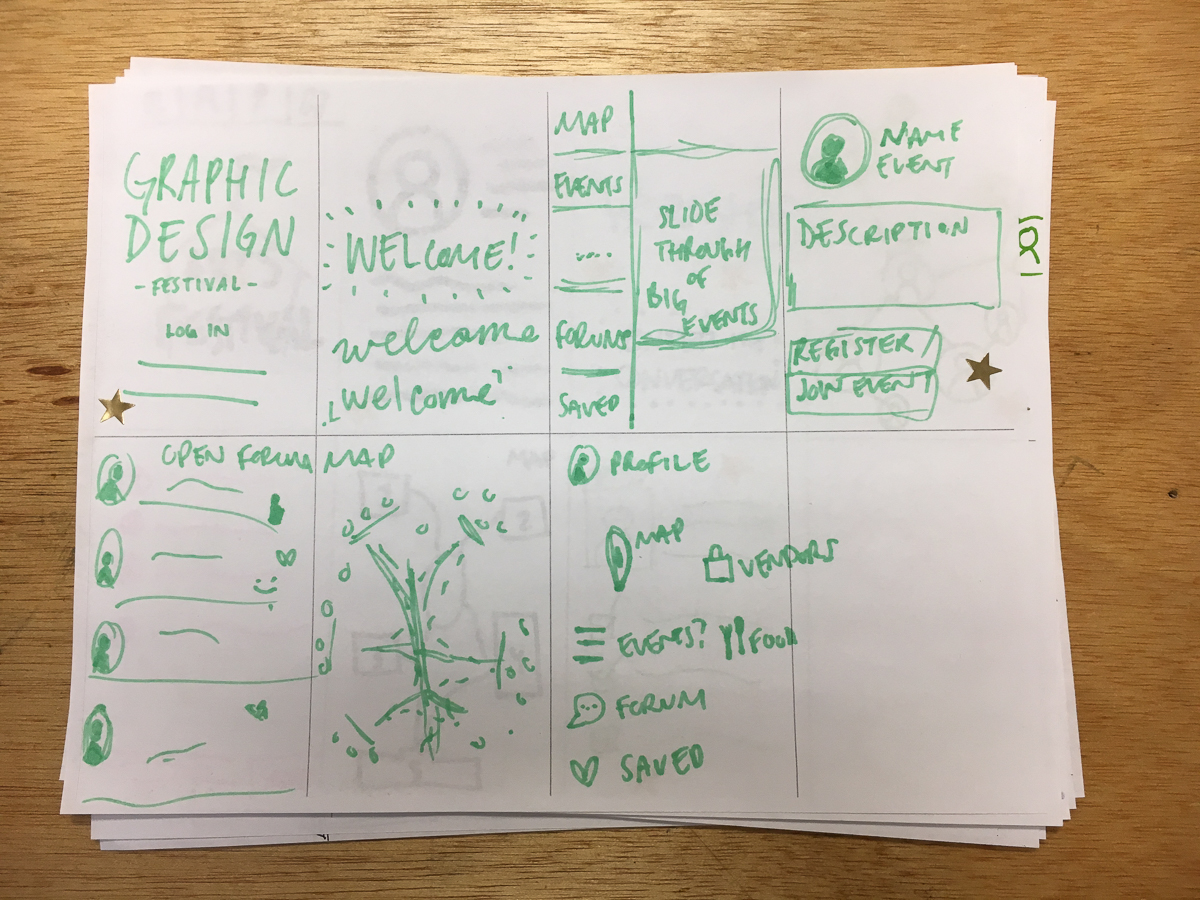 GRAPHIC
DESIGN
- FESTIVAL -
LOG IN
WELCOME!
welcome
welcome
MAP
EVENTS
....
FORUMS
SAVED
SLIDE
THROUGH
OF
BIG
EVENTS
NAME
EVENT
DESCRIPTION
REGISTER /
JOIN EVENT
OPEN FORUM
MAP
PROFILE
MAP
VENDORS
EVENTS?
FOOD
FORUM
SAVED